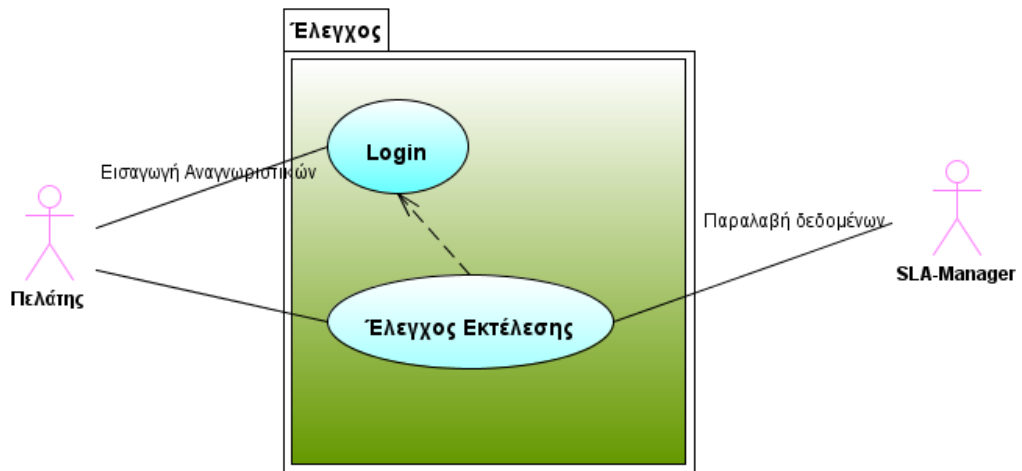 Έλεγχος
Login
Εισαγωγή Αναγνωριστικών
Παραλαβή δεδομένων
Πελάτης
SLA-Manager
Έλεγχος Εκτέλεσης